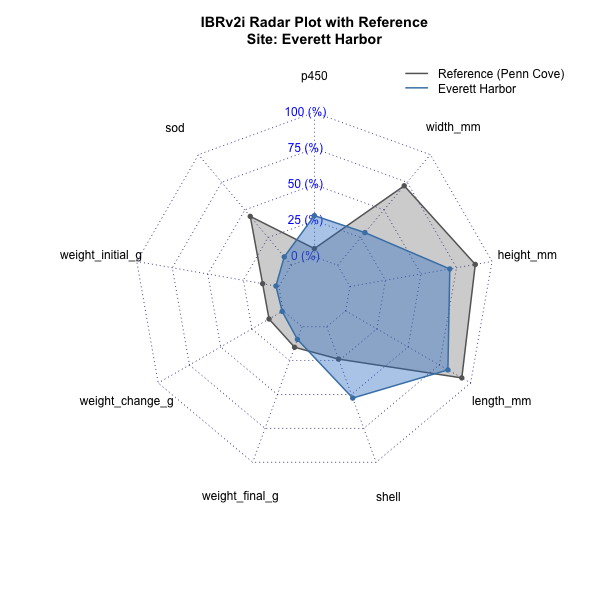 IBRv2i Radar Plot with Reference
Site: Everett Harbor
Reference (Penn Cove)
Everett Harbor
p450
sod
width_mm
100 (%)
75 (%)
50 (%)
25 (%)
0 (%)
weight_initial_g
height_mm
weight_change_g
length_mm
weight_final_g
shell